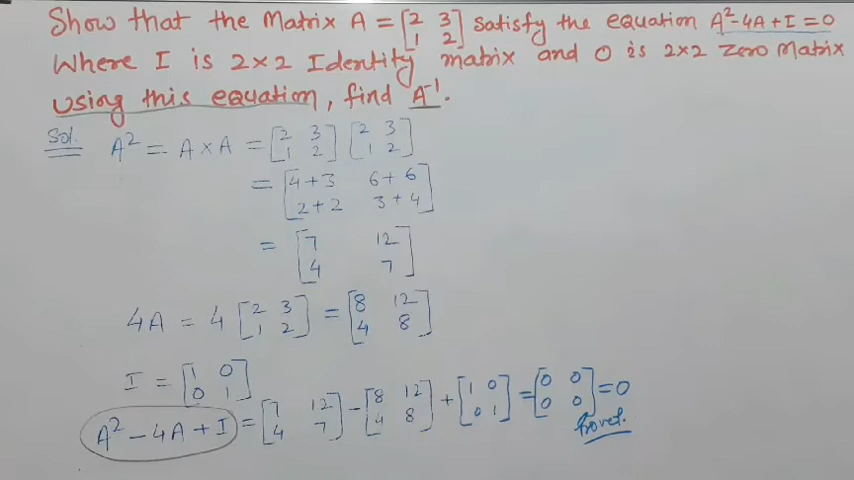 Show that the Matrix A = [2 3
1 2] satisfy the equation A²-4A+I=0
Where I is 2×2 Identity matrix and 0 is 2×2 Zero Matrix
using this equation, find A⁻¹.
Sol. A² = A × A = [2 3
1 2] [2 3
1 2]
= [4+3 6+6
2+2 3+4]
= [7 12
4 7]
4A = 4 [2 3
1 2] = [8 12
4 8]
I = [1 0
0 1]
A² - 4A + I = [7 12
4 7] - [8 12
4 8] + [1 0
0 1] = [0 0
0 0] = 0
Proved.